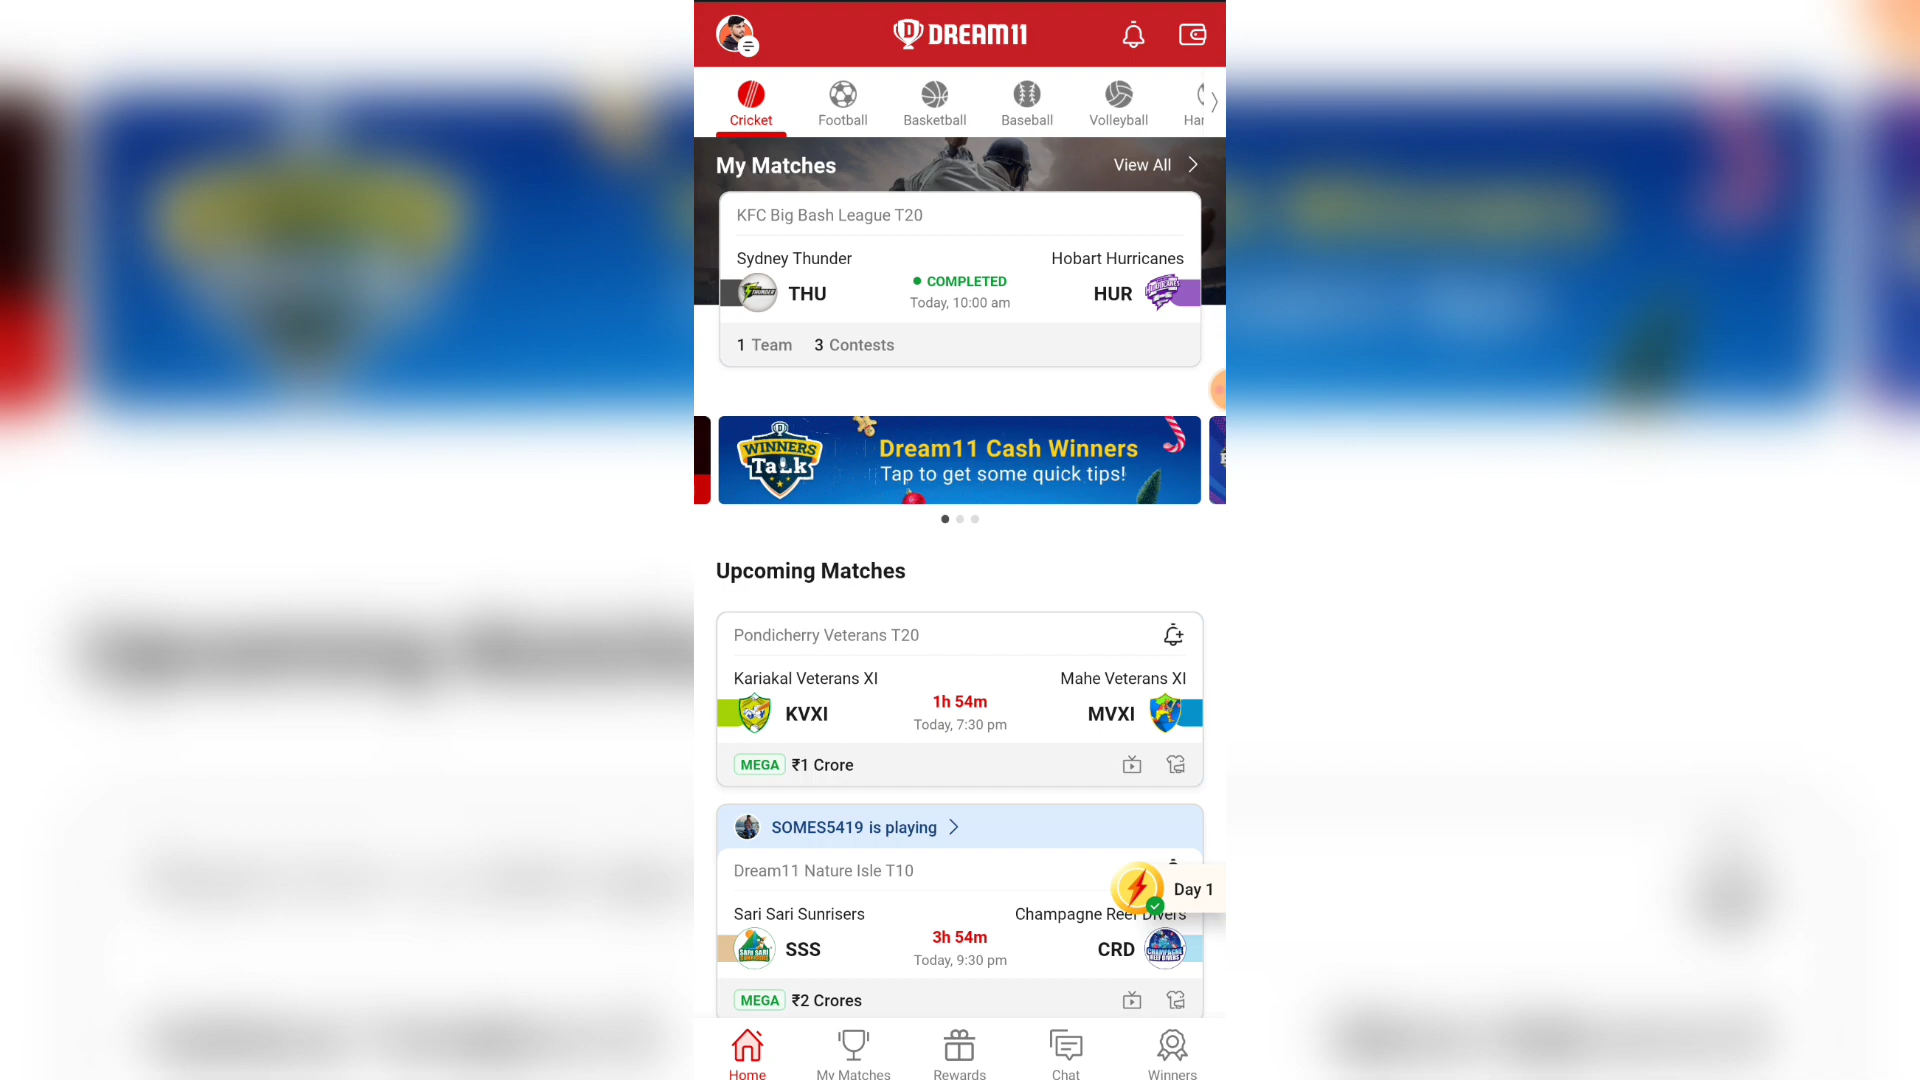 DREAM11
Cricket Football Basketball Baseball Volleyball Har
My Matches
View All
KFC Big Bash League T20
Sydney Thunder Hobart Hurricanes
COMPLETED
THU HUR
Today, 10:00 am
1 Team 3 Contests
WINNERS
TaLK
Dream11 Cash Winners
Tap to get some quick tips!
Upcoming Matches
Pondicherry Veterans T20
Kariakal Veterans XI Mahe Veterans XI
1h 54m
KVXI MVXI
Today, 7:30 pm
MEGA ₹1 Crore
SOMES5419 is playing
Dream11 Nature Isle T10
Day 1
Sari Sari Sunrisers Champagne Reef Divers
3h 54m
SSS CRD
Today, 9:30 pm
MEGA ₹2 Crores
Home My Matches Rewards Chat Winners